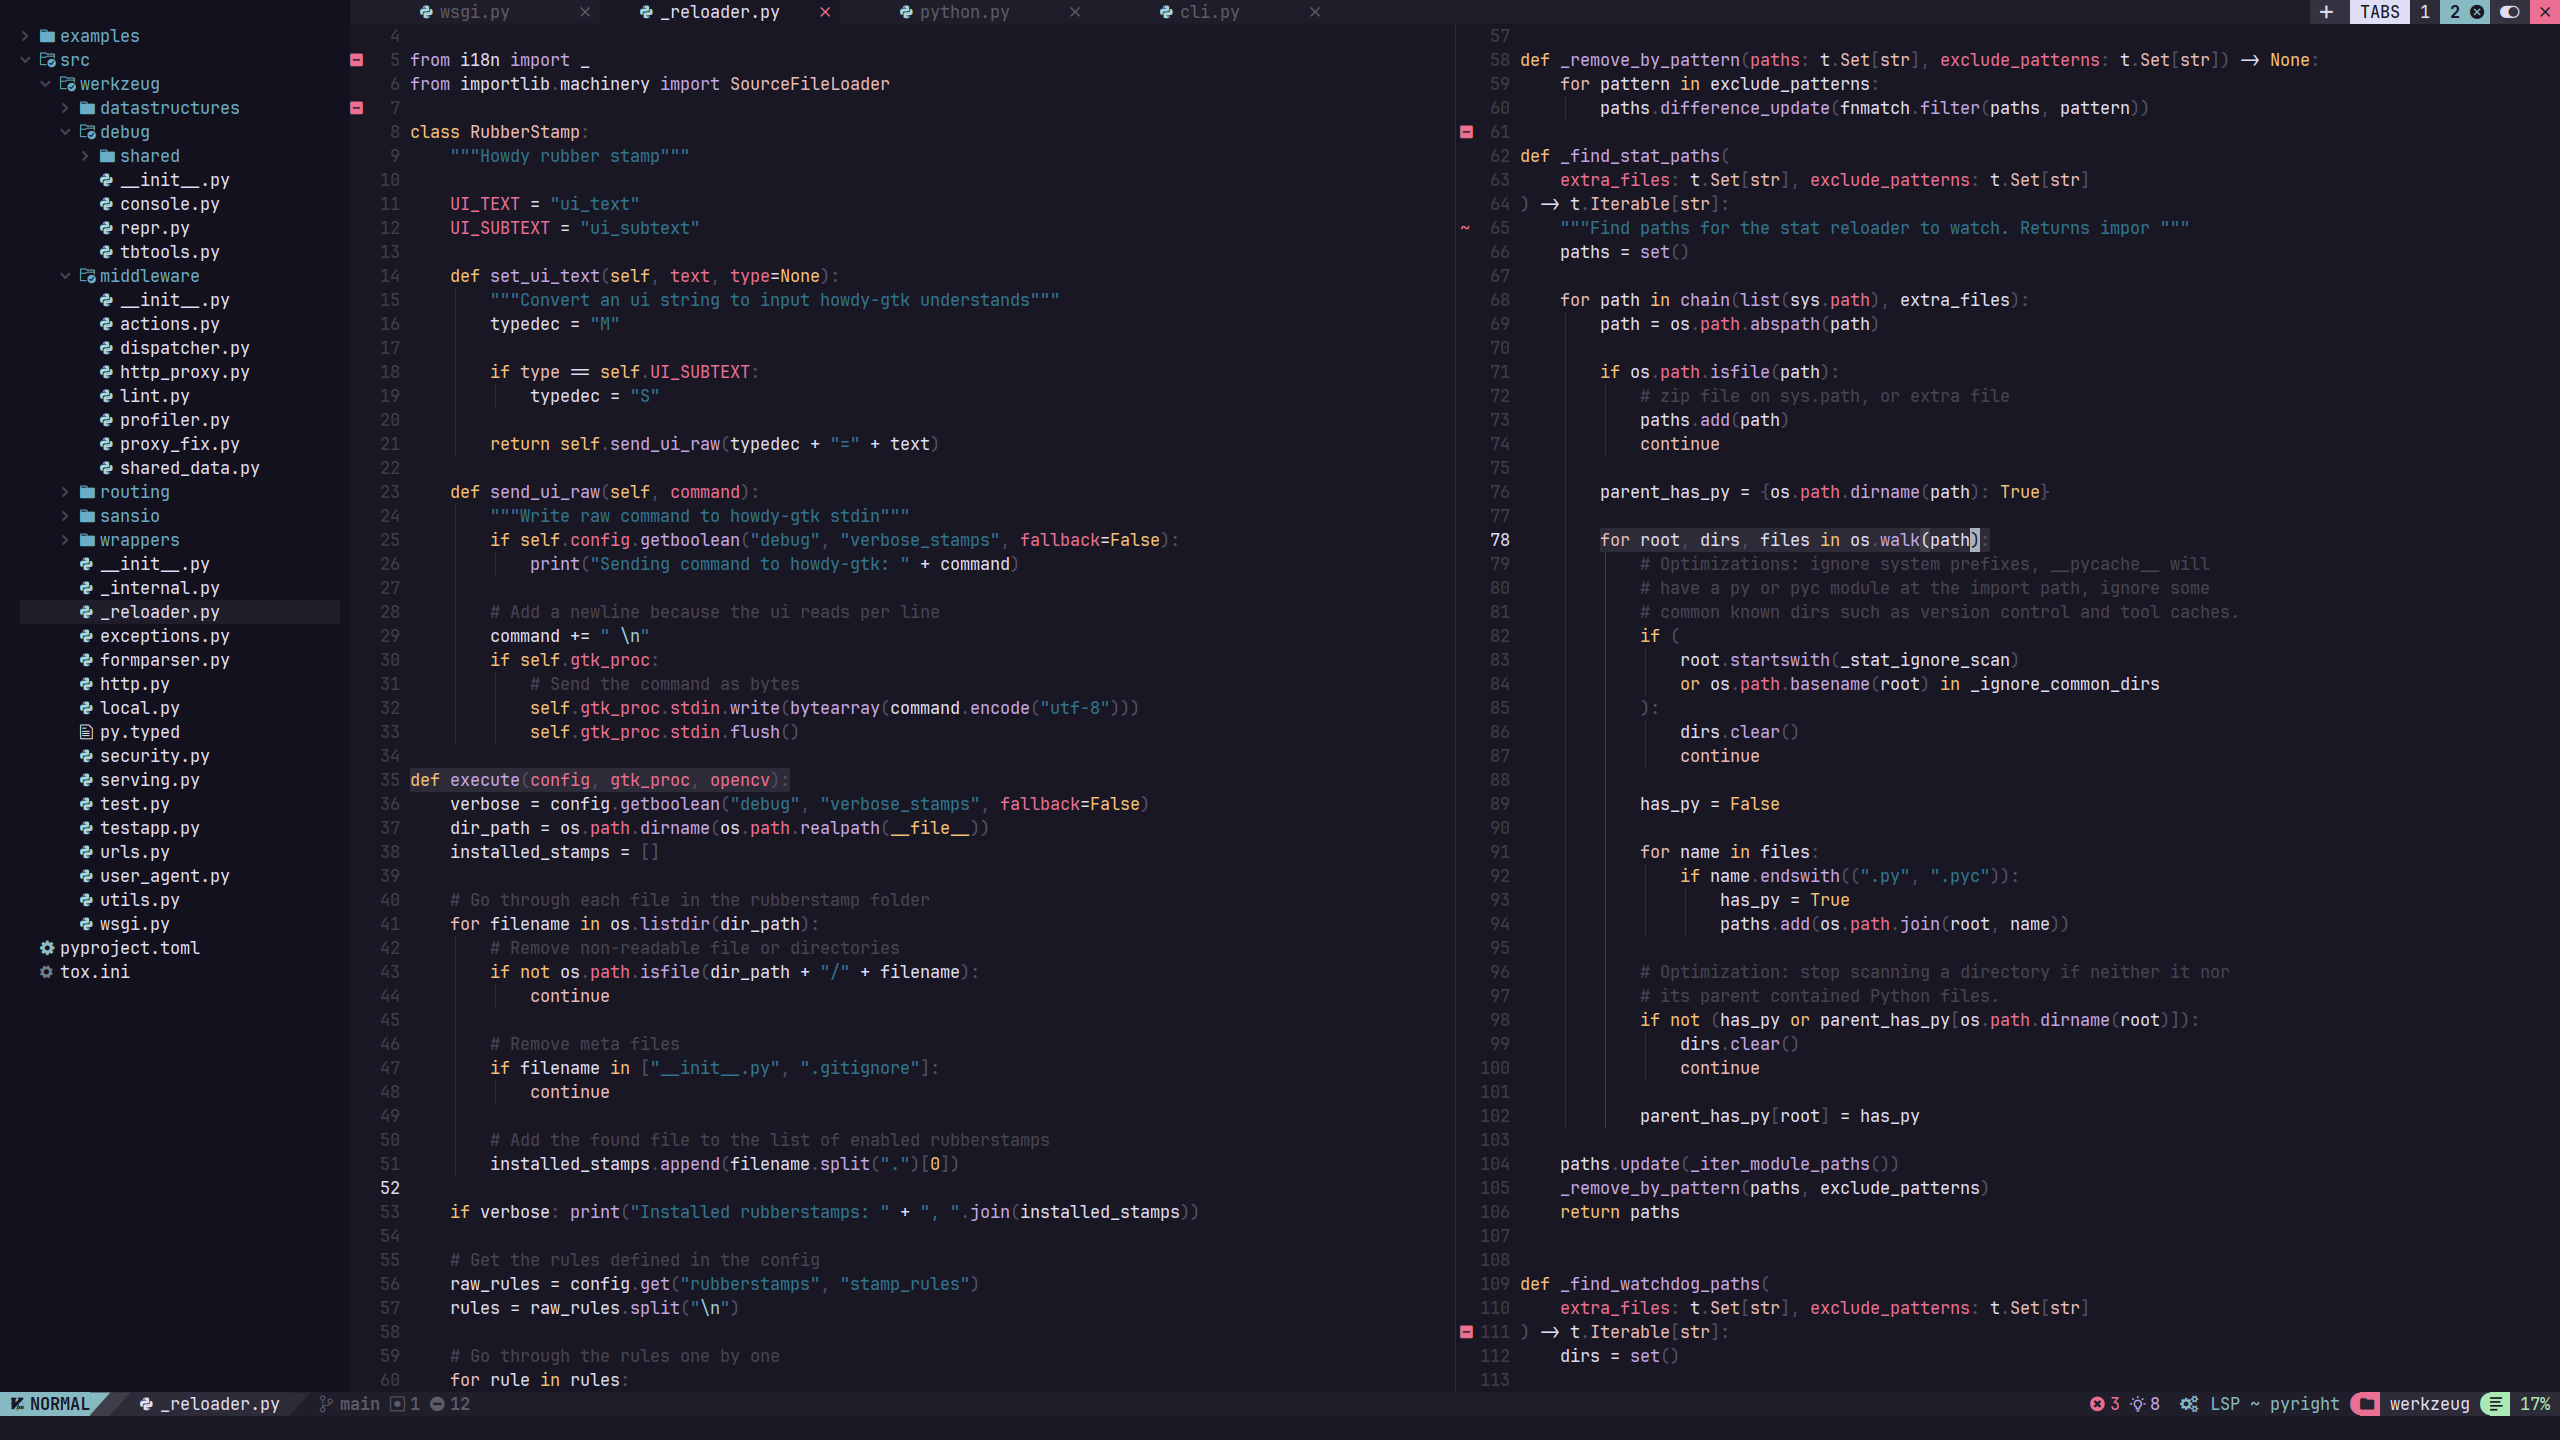 wsgi.py
_reloader.py
python.py
cli.py
TABS 1 2
examples
src
werkzeug
datastructures
debug
shared
__init__.py
console.py
repr.py
tbtools.py
middleware
__init__.py
actions.py
dispatcher.py
http_proxy.py
lint.py
profiler.py
proxy_fix.py
shared_data.py
routing
sansio
wrappers
__init__.py
_internal.py
_reloader.py
exceptions.py
formparser.py
http.py
local.py
py.typed
security.py
serving.py
test.py
testapp.py
urls.py
user_agent.py
utils.py
wsgi.py
pyproject.toml
tox.ini
4
5 from i18n import _
6 from importlib.machinery import SourceFileLoader
7
8 class RubberStamp:
9     """Howdy rubber stamp"""
10
11     UI_TEXT = "ui_text"
12     UI_SUBTEXT = "ui_subtext"
13
14     def set_ui_text(self, text, type=None):
15         """Convert an ui string to input howdy-gtk understands"""
16         typedec = "M"
17
18         if type == self.UI_SUBTEXT:
19             typedec = "S"
20
21         return self.send_ui_raw(typedec + "=" + text)
22
23     def send_ui_raw(self, command):
24         """Write raw command to howdy-gtk stdin"""
25         if self.config.getboolean("debug", "verbose_stamps", fallback=False):
26             print("Sending command to howdy-gtk: " + command)
27
28         # Add a newline because the ui reads per line
29         command += " \n"
30         if self.gtk_proc:
31             # Send the command as bytes
32             self.gtk_proc.stdin.write(bytearray(command.encode("utf-8")))
33             self.gtk_proc.stdin.flush()
34
35 def execute(config, gtk_proc, opencv):
36     verbose = config.getboolean("debug", "verbose_stamps", fallback=False)
37     dir_path = os.path.dirname(os.path.realpath(__file__))
38     installed_stamps = []
39
40     # Go through each file in the rubberstamp folder
41     for filename in os.listdir(dir_path):
42         # Remove non-readable file or directories
43         if not os.path.isfile(dir_path + "/" + filename):
44             continue
45
46         # Remove meta files
47         if filename in ["__init__.py", ".gitignore"]:
48             continue
49
50         # Add the found file to the list of enabled rubberstamps
51         installed_stamps.append(filename.split(".")[0])
52
53     if verbose: print("Installed rubberstamps: " + ", ".join(installed_stamps))
54
55     # Get the rules defined in the config
56     raw_rules = config.get("rubberstamps", "stamp_rules")
57     rules = raw_rules.split("\n")
58
59     # Go through the rules one by one
60     for rule in rules:
57
58 def _remove_by_pattern(paths: t.Set[str], exclude_patterns: t.Set[str]) -> None:
59     for pattern in exclude_patterns:
60         paths.difference_update(fnmatch.filter(paths, pattern))
61
62 def _find_stat_paths(
63     extra_files: t.Set[str], exclude_patterns: t.Set[str]
64 ) -> t.Iterable[str]:
~ 65     """Find paths for the stat reloader to watch. Returns impor """
66     paths = set()
67
68     for path in chain(list(sys.path), extra_files):
69         path = os.path.abspath(path)
70
71         if os.path.isfile(path):
72             # zip file on sys.path, or extra file
73             paths.add(path)
74             continue
75
76         parent_has_py = {os.path.dirname(path): True}
77
78         for root, dirs, files in os.walk(path):
79             # Optimizations: ignore system prefixes, __pycache__ will
80             # have a py or pyc module at the import path, ignore some
81             # common known dirs such as version control and tool caches.
82             if (
83                 root.startswith(_stat_ignore_scan)
84                 or os.path.basename(root) in _ignore_common_dirs
85             ):
86                 dirs.clear()
87                 continue
88
89             has_py = False
90
91             for name in files:
92                 if name.endswith((".py", ".pyc")):
93                     has_py = True
94                     paths.add(os.path.join(root, name))
95
96             # Optimization: stop scanning a directory if neither it nor
97             # its parent contained Python files.
98             if not (has_py or parent_has_py[os.path.dirname(root)]):
99                 dirs.clear()
100                 continue
101
102             parent_has_py[root] = has_py
103
104     paths.update(_iter_module_paths())
105     _remove_by_pattern(paths, exclude_patterns)
106     return paths
107
108
109 def _find_watchdog_paths(
110     extra_files: t.Set[str], exclude_patterns: t.Set[str]
111 ) -> t.Iterable[str]:
112     dirs = set()
113
NORMAL _reloader.py main 1 12 3 8 LSP ~ pyright werkzeug 17%